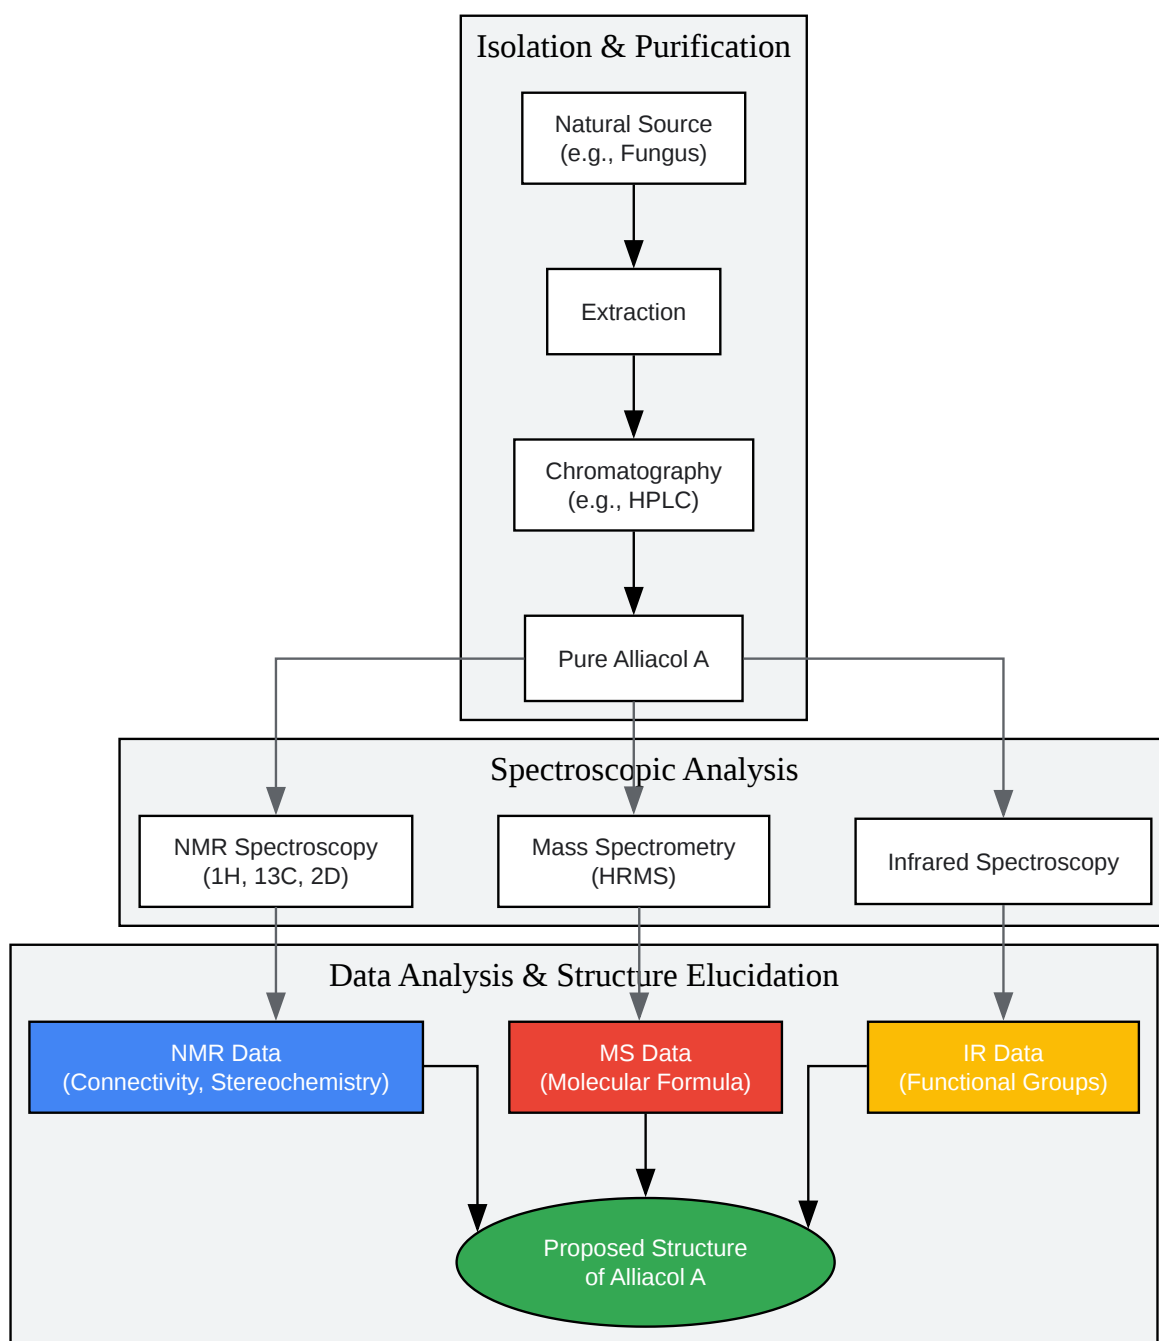 Isolation & Purification
Natural Source
(e.g., Fungus)
Extraction
Chromatography
(e.g., HPLC)
Pure Alliacol A
Spectroscopic Analysis
NMR Spectroscopy
(1H, 13C, 2D)
Mass Spectrometry
(HRMS)
Infrared Spectroscopy
Data Analysis & Structure Elucidation
NMR Data
(Connectivity, Stereochemistry)
MS Data
(Molecular Formula)
IR Data
(Functional Groups)
Proposed Structure
of Alliacol A